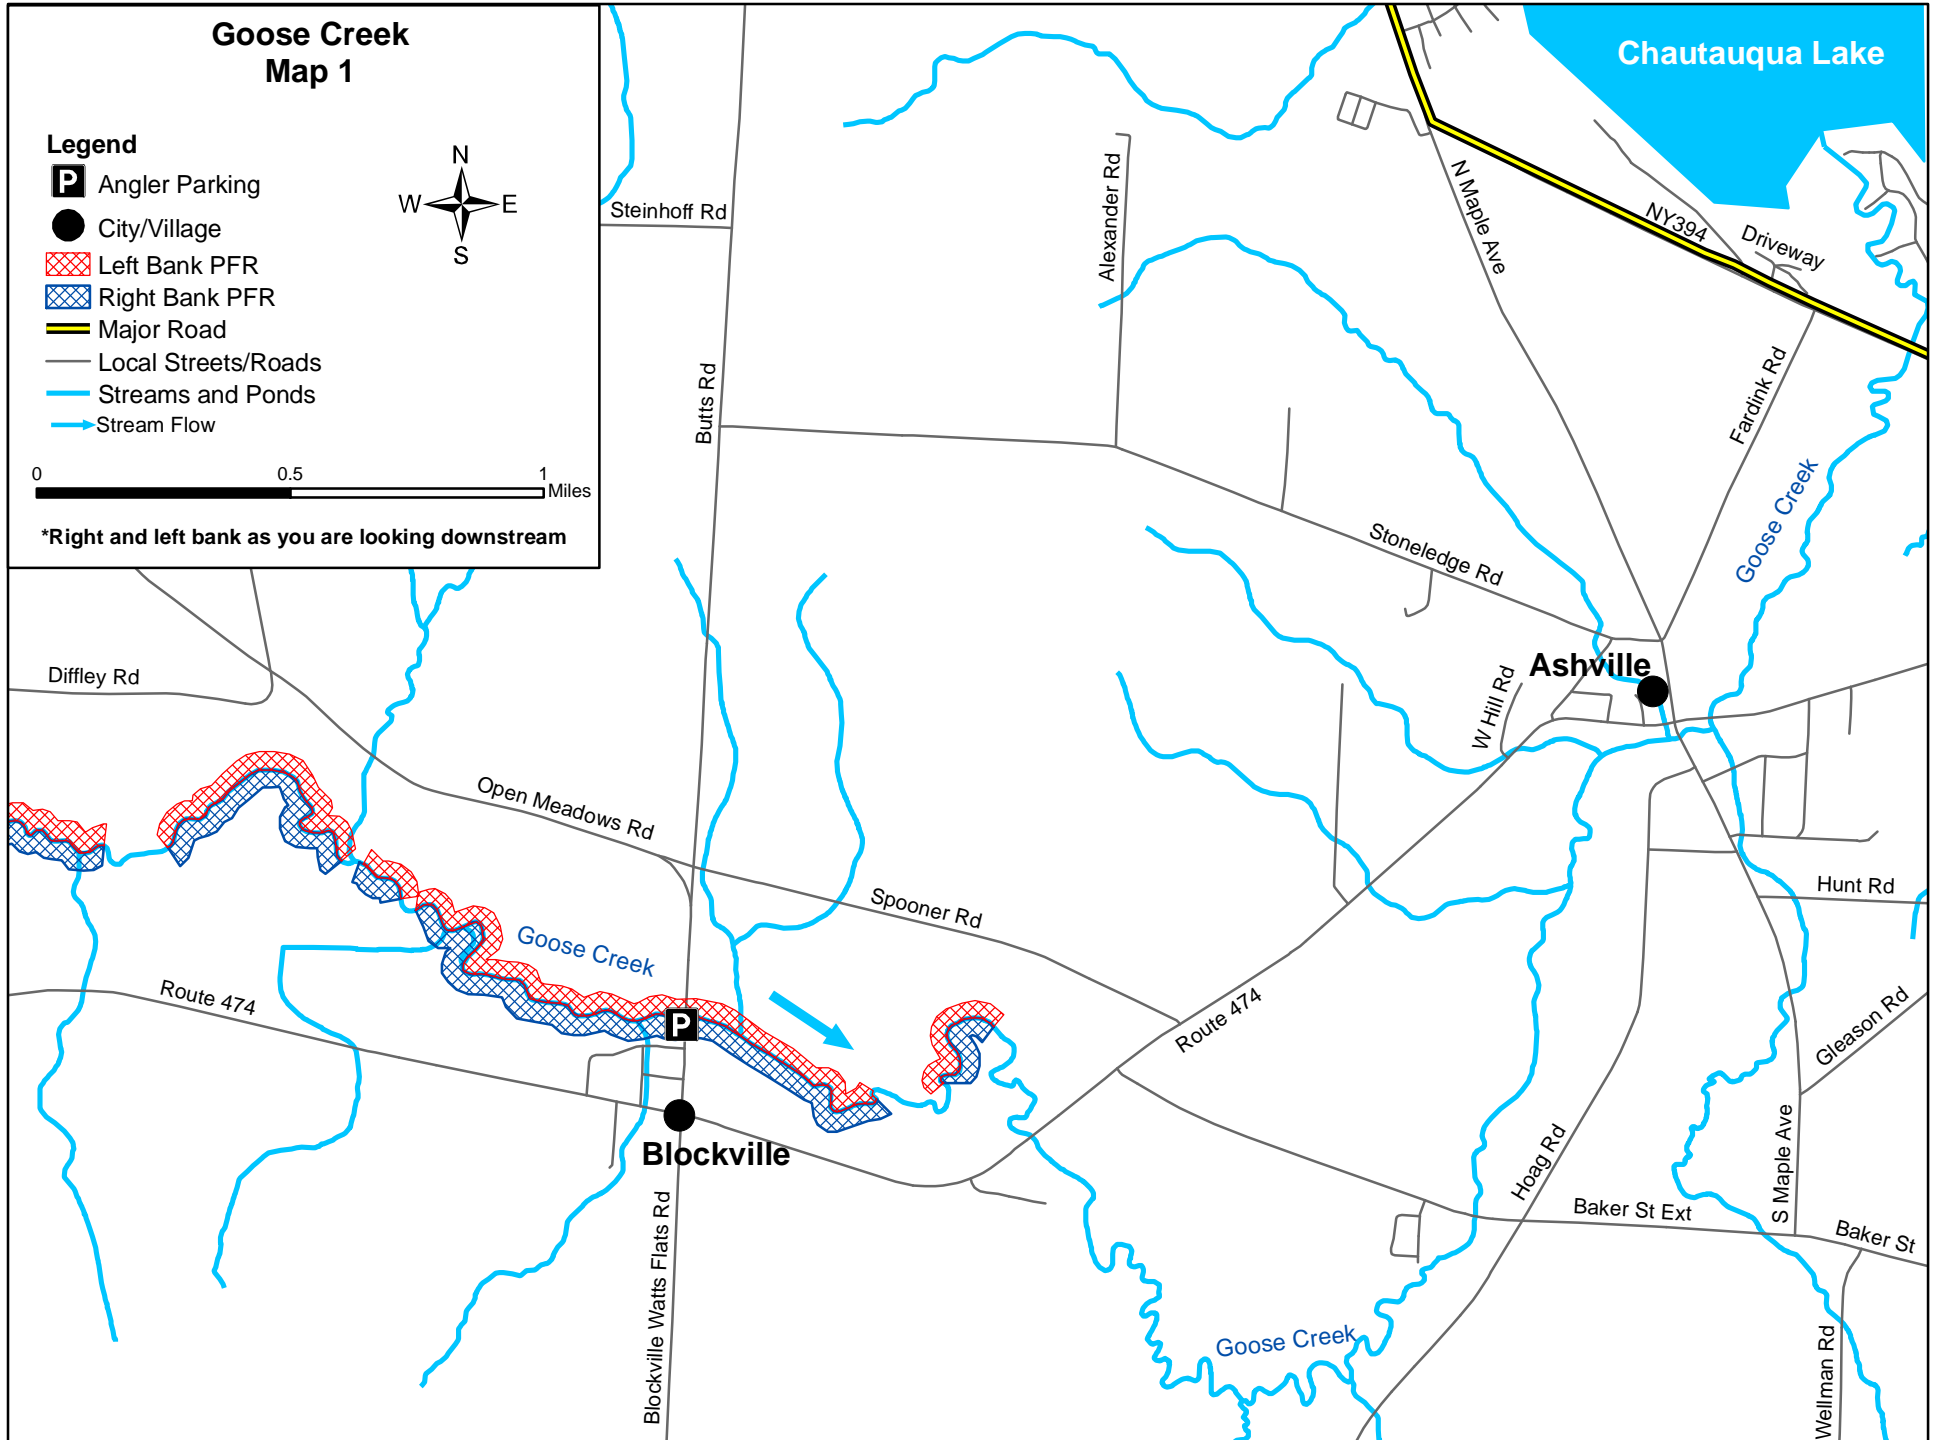 Goose Creek
Map 1
Legend
P Angler Parking
City/Village
Left Bank PFR
Right Bank PFR
Major Road
Local Streets/Roads
Streams and Ponds
Stream Flow
N
W E
S
0 0.5 1
Miles
*Right and left bank as you are looking downstream
Chautauqua Lake
Steinhoff Rd
Alexander Rd
N Maple Ave
NY394
Driveway
Butts Rd
Fardink Rd
Goose Creek
Stoneledge Rd
Diffley Rd
Ashville
W Hill Rd
Open Meadows Rd
Spooner Rd
Hunt Rd
Goose Creek
Route 474
P
Route 474
Gleason Rd
Blockville
Hoag Rd
S Maple Ave
Baker St Ext
Baker St
Blockville Watts Flats Rd
Goose Creek
Wellman Rd